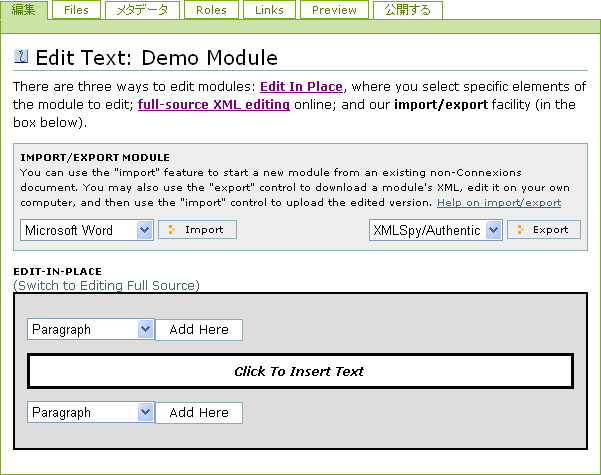 編集 Files メタデータ Roles Links Preview 公開する
Edit Text: Demo Module
There are three ways to edit modules: Edit In Place, where you select specific elements of
the module to edit; full-source XML editing online; and our import/export facility (in the
box below).
IMPORT/EXPORT MODULE
You can use the "import" feature to start a new module from an existing non-Connexions
document. You may also use the "export" control to download a module's XML, edit it on your own
computer, and then use the "import" control to upload the edited version. Help on import/export
Microsoft Word Import XMLSpy/Authentic Export
EDIT-IN-PLACE
(Switch to Editing Full Source)
Paragraph Add Here
Click To Insert Text
Paragraph Add Here